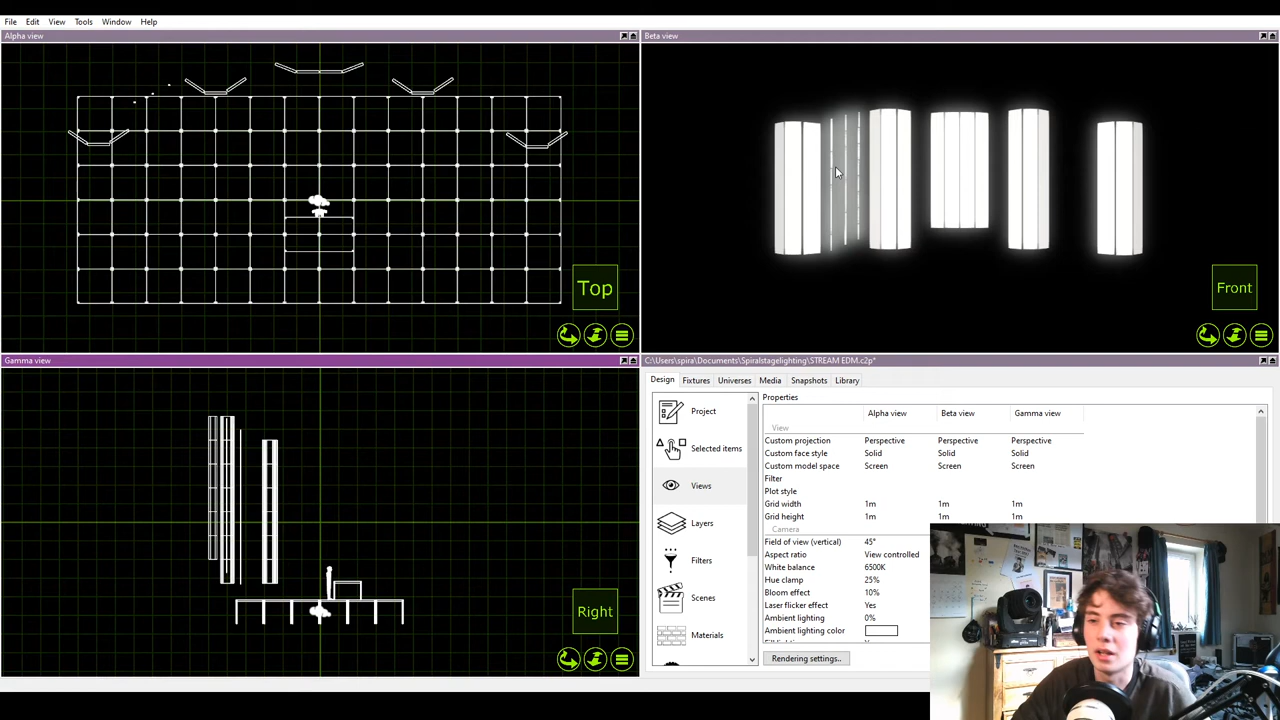 File Edit View Tools Window Help
Alpha view
Top
Beta view
Front
Gamma view
Right
C:\Users\spira\Documents\Spiralstagelighting\STREAM EDM.c2p*
Design Fixtures Universes Media Snapshots Library
Project
Selected items
Views
Layers
Filters
Scenes
Materials
Properties
Alpha view Beta view Gamma view
View
Custom projection Perspective Perspective Perspective
Custom face style Solid Solid Solid
Custom model space Screen Screen Screen
Filter
Plot style
Grid width 1m 1m 1m
Grid height 1m 1m 1m
Camera
Field of view (vertical) 45°
Aspect ratio View controlled
White balance 6500K
Hue clamp 25%
Bloom effect 10%
Laser flicker effect Yes
Ambient lighting 0%
Ambient lighting color
Rendering settings..